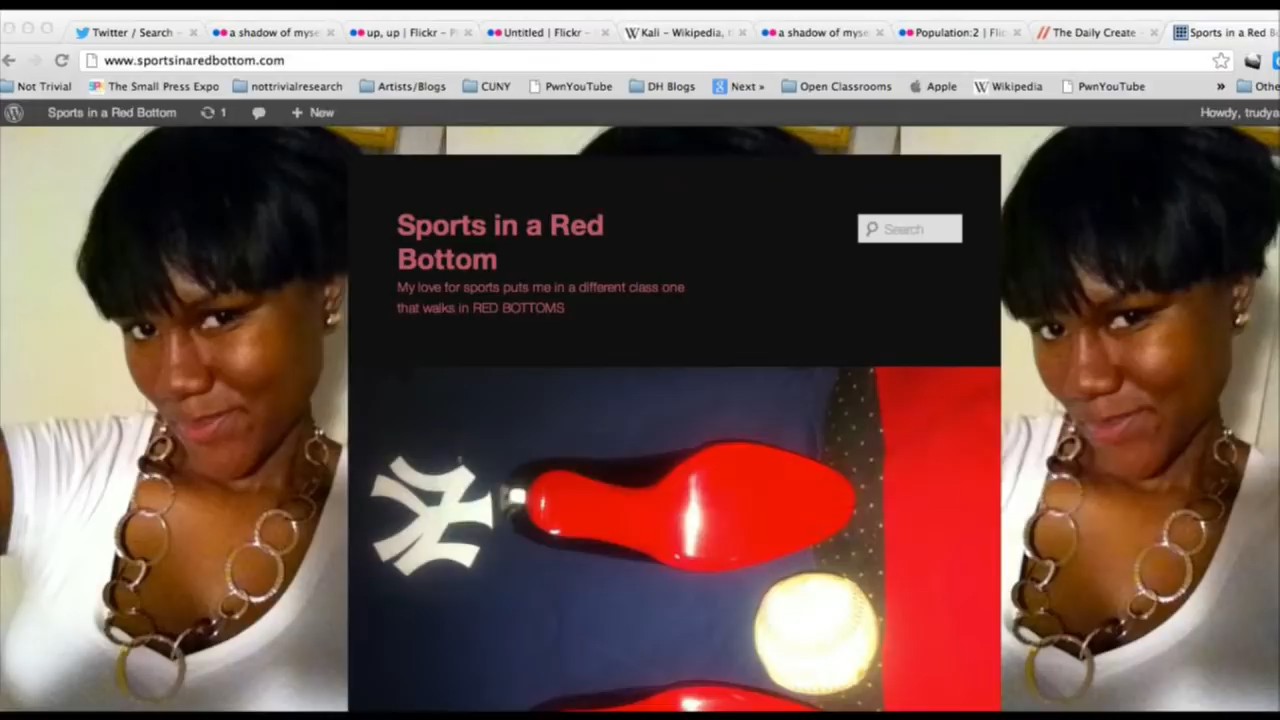 Twitter / Search -
a shadow of myse
up, up | Flickr - P
Untitled | Flickr -
Kali - Wikipedia, t
a shadow of myse
Population:2 | Flic
The Daily Create -
Sports in a Red B
www.sportsinaredbottom.com
Not Trivial
The Small Press Expo
nottrivialresearch
Artists/Blogs
CUNY
PwnYouTube
DH Blogs
Next »
Open Classrooms
Apple
Wikipedia
PwnYouTube
»
Othe
Sports in a Red Bottom
1
+ New
Howdy, trudya
Sports in a Red
Bottom
Search
My love for sports puts me in a different class one
that walks in RED BOTTOMS
NY